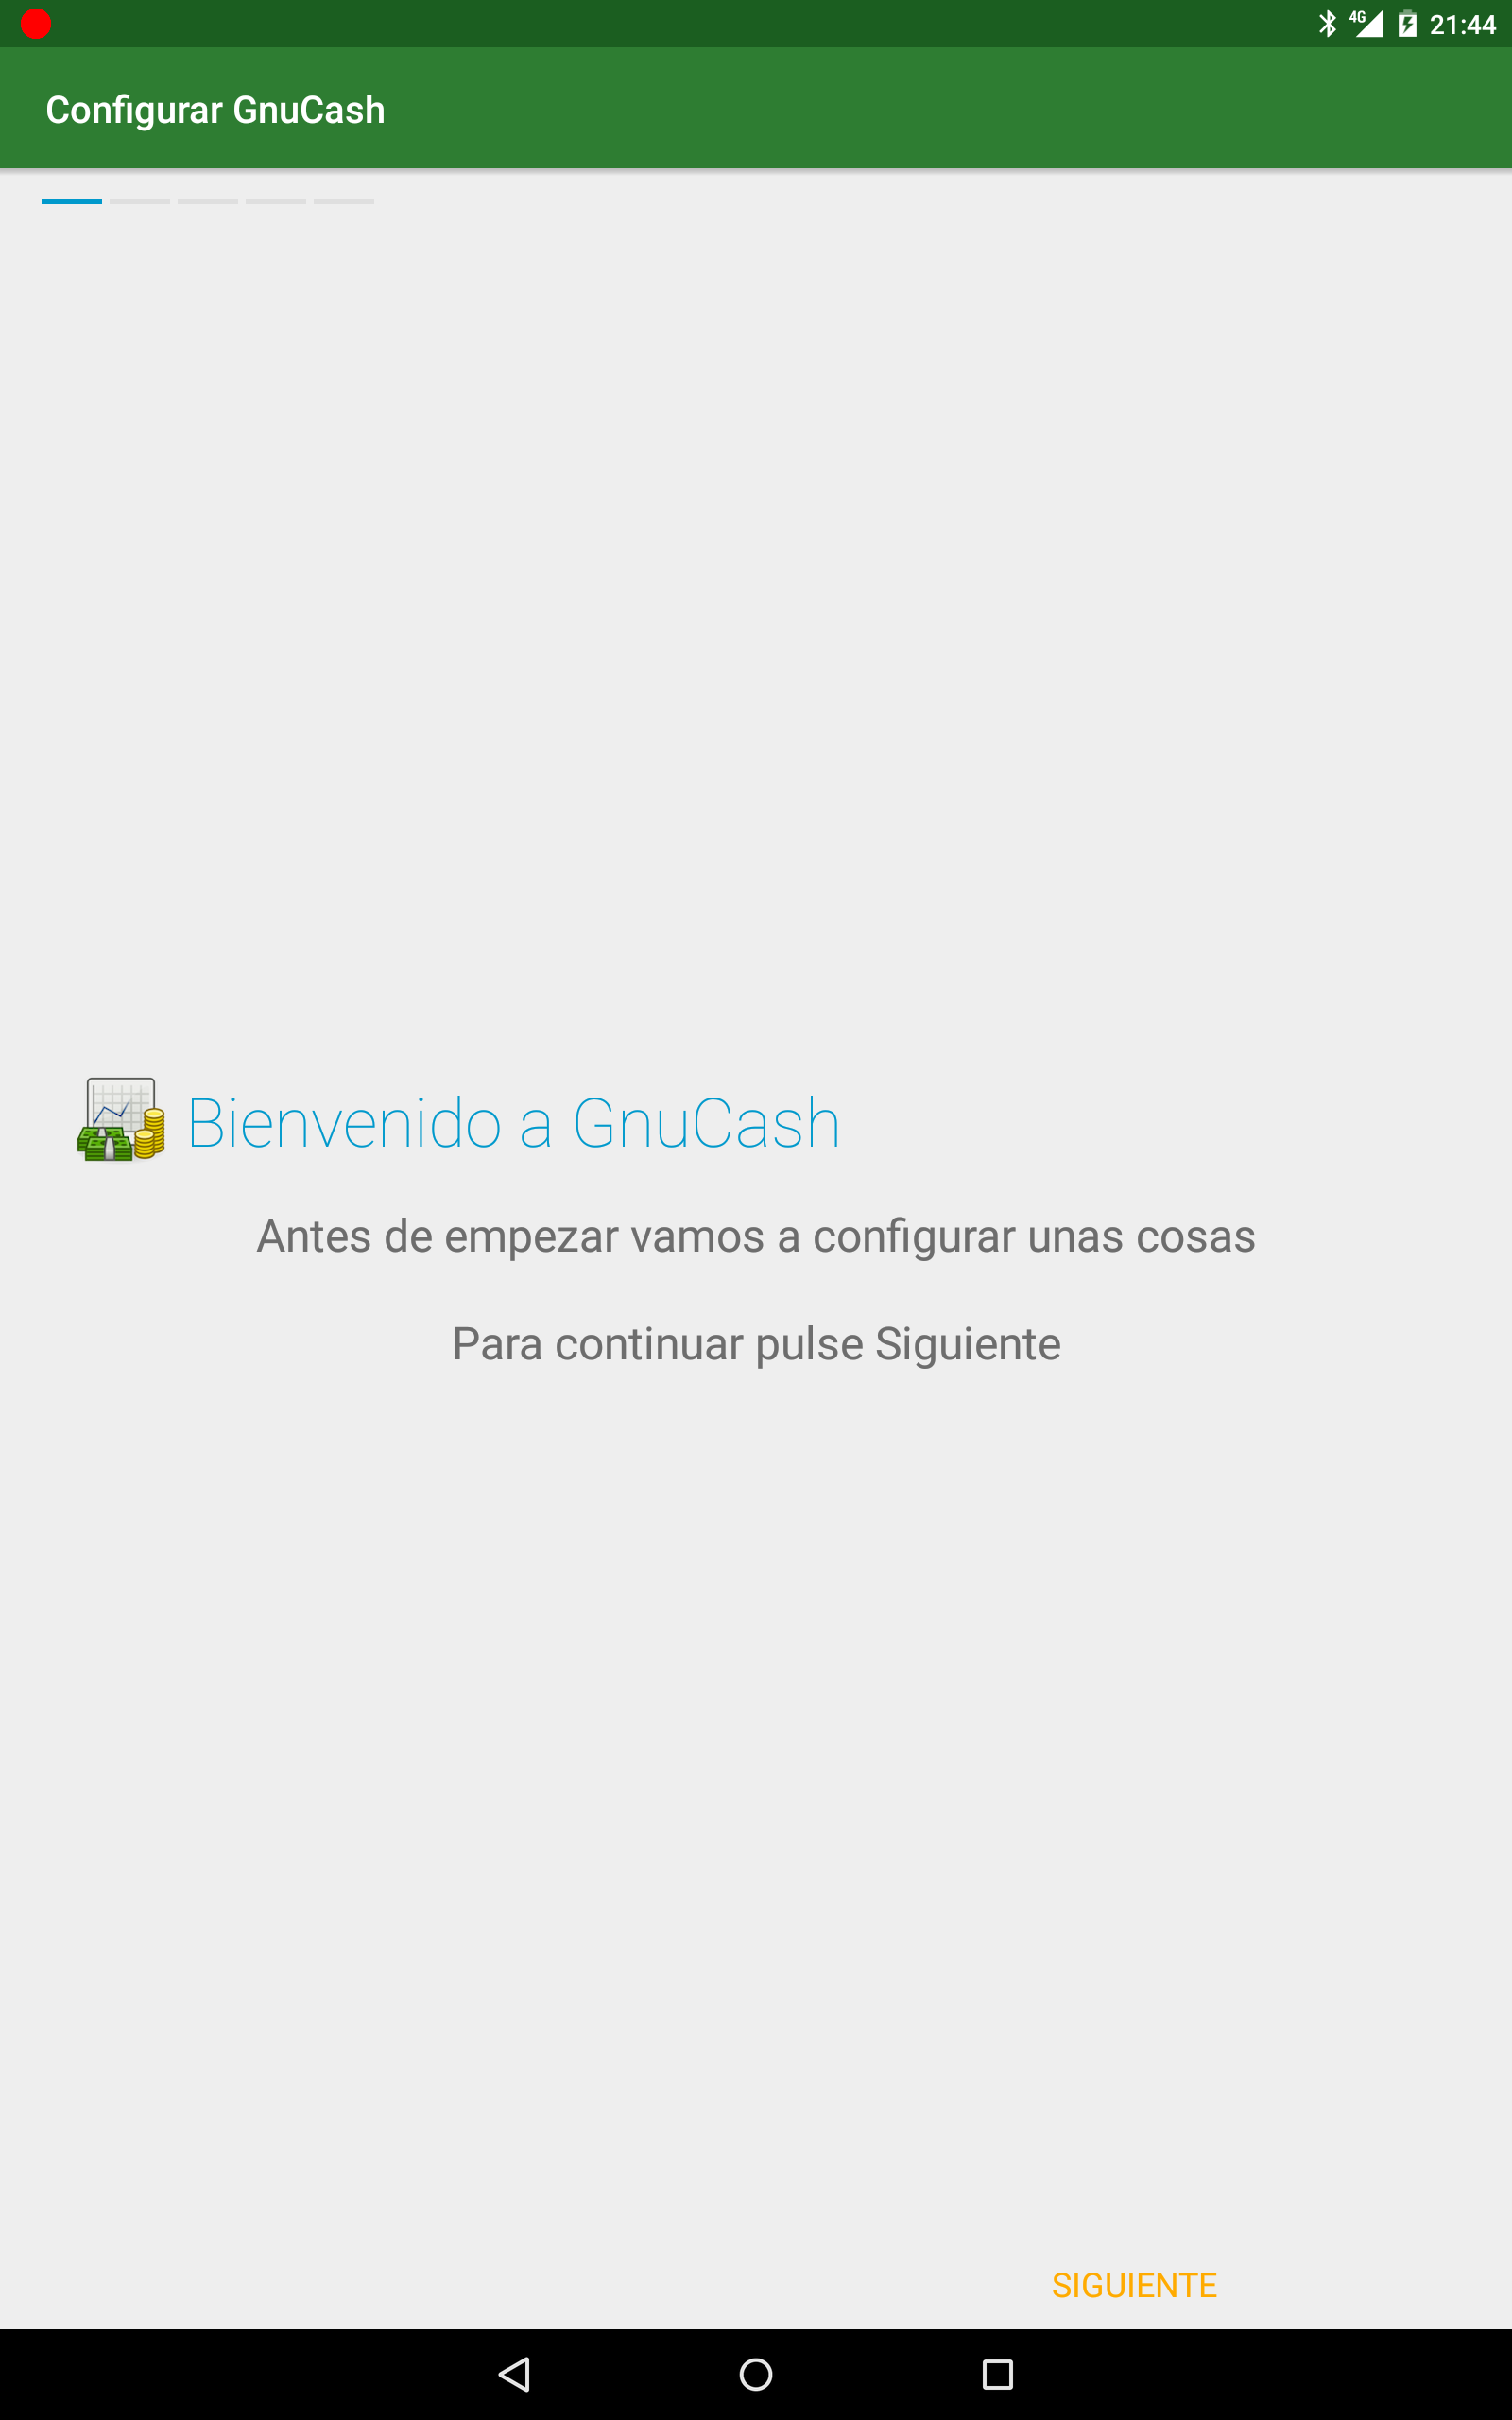 4G 21:44
Configurar GnuCash
Bienvenido a GnuCash
Antes de empezar vamos a configurar unas cosas
Para continuar pulse Siguiente
SIGUIENTE